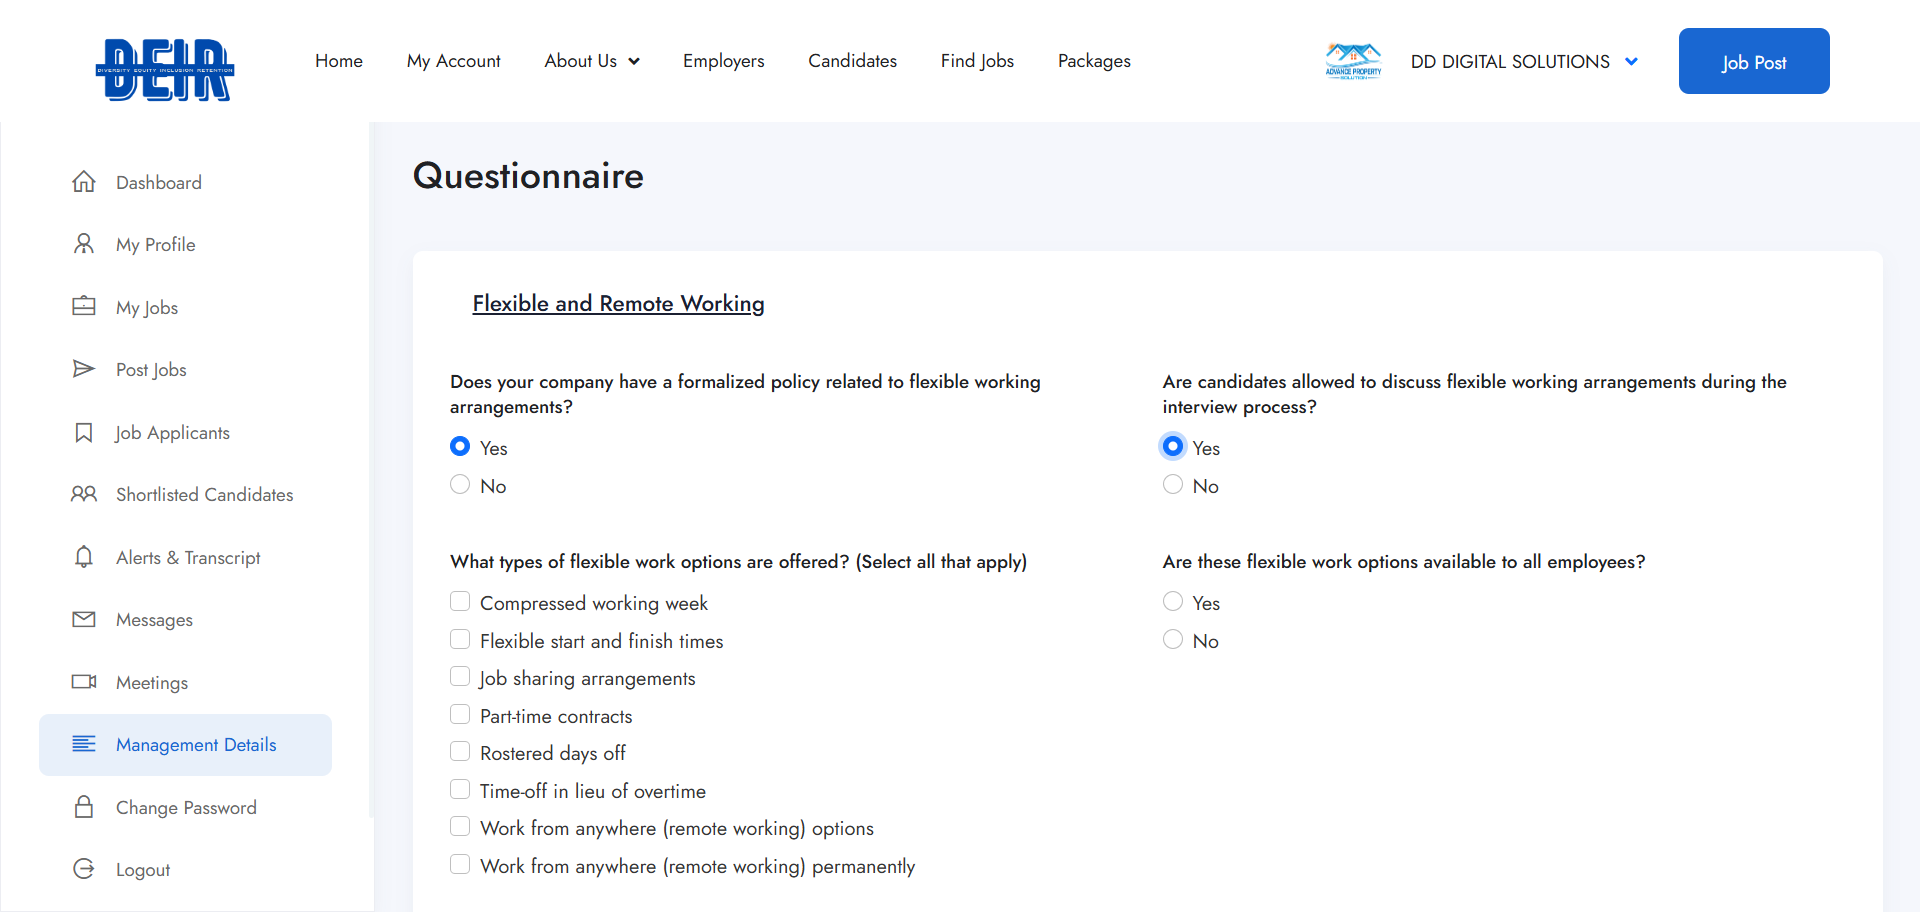 DEIR
DIVERSITY EQUITY INCLUSION RETENTION
Home
My Account
About Us
Employers
Candidates
Find Jobs
Packages
ADVANCE PROPERTY
SOLUTION
DD DIGITAL SOLUTIONS
Job Post
Dashboard
My Profile
My Jobs
Post Jobs
Job Applicants
Shortlisted Candidates
Alerts & Transcript
Messages
Meetings
Management Details
Change Password
Logout
Questionnaire
Flexible and Remote Working
Does your company have a formalized policy related to flexible working
arrangements?
Yes
No
Are candidates allowed to discuss flexible working arrangements during the
interview process?
Yes
No
What types of flexible work options are offered? (Select all that apply)
Compressed working week
Flexible start and finish times
Job sharing arrangements
Part-time contracts
Rostered days off
Time-off in lieu of overtime
Work from anywhere (remote working) options
Work from anywhere (remote working) permanently
Are these flexible work options available to all employees?
Yes
No